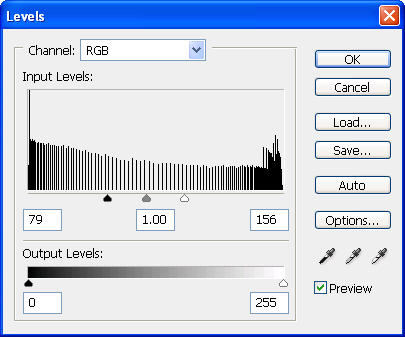 Levels
Channel: RGB
OK
Input Levels:
Cancel
Load...
Save...
Auto
79 1.00 156
Options...
Output Levels:
Preview
0 255